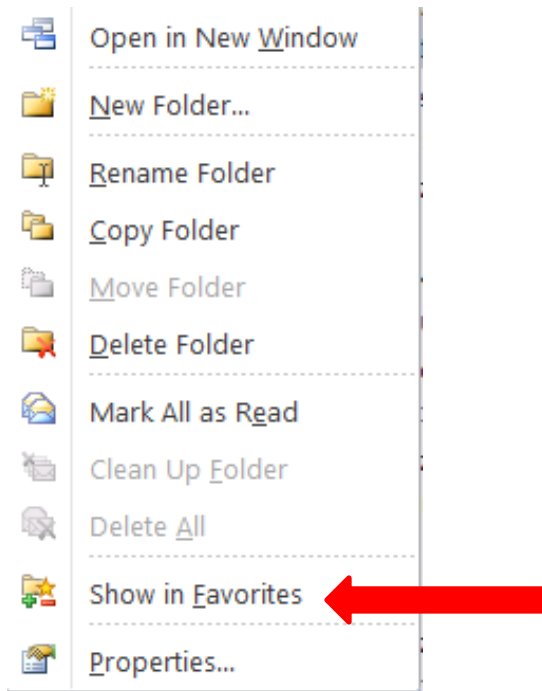 Open in New Window
New Folder...
Rename Folder
Copy Folder
Move Folder
Delete Folder
Mark All as Read
Clean Up Folder
Delete All
Show in Favorites
Properties...